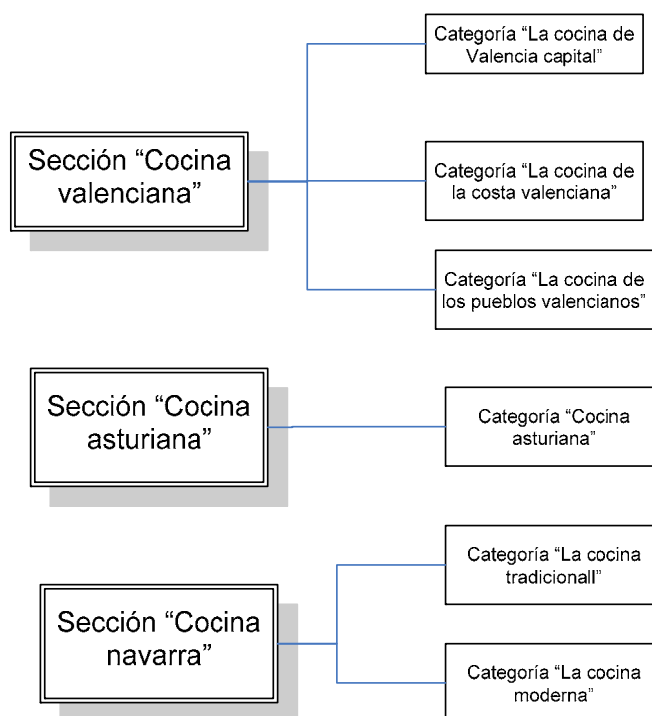 Sección “Cocina
valenciana”
Categoría “La cocina de
Valencia capital”
Categoría “La cocina de
la costa valenciana”
Categoría “La cocina de
los pueblos valencianos”
Sección “Cocina
asturiana”
Categoría “Cocina
asturiana”
Sección “Cocina
navarra”
Categoría “La cocina
tradicionall”
Categoría “La cocina
moderna”